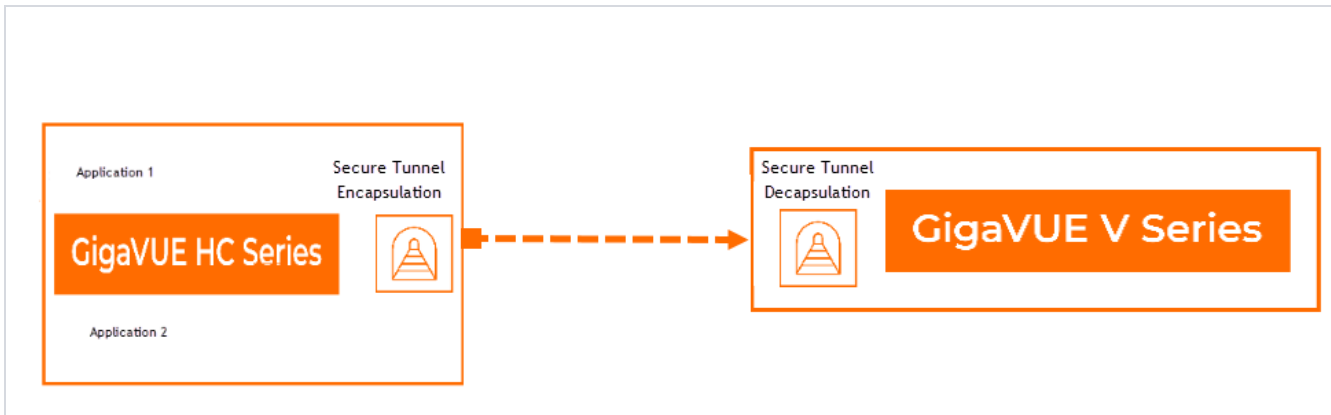 Application 1
Secure Tunnel
Encapsulation
GigaVUE HC Series
Application 2
Secure Tunnel
Decapsulation
GigaVUE V Series